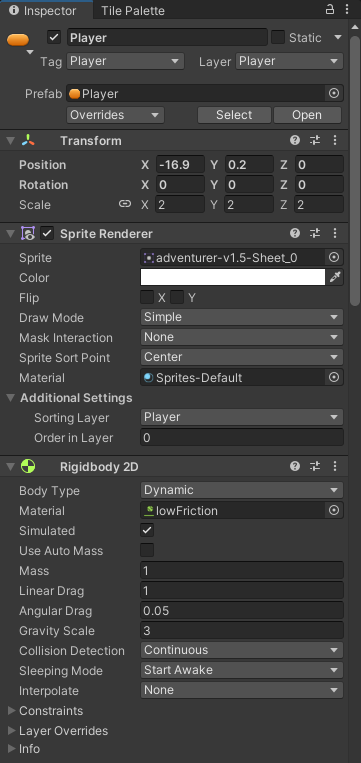 Inspector Tile Palette
Player Static
Tag Player Layer Player
Prefab Player
Overrides Select Open
Transform
Position X -16.9 Y 0.2 Z 0
Rotation X 0 Y 0 Z 0
Scale X 2 Y 2 Z 2
Sprite Renderer
Sprite adventurer-v1.5-Sheet_0
Color
Flip X Y
Draw Mode Simple
Mask Interaction None
Sprite Sort Point Center
Material Sprites-Default
Additional Settings
Sorting Layer Player
Order in Layer 0
Rigidbody 2D
Body Type Dynamic
Material lowFriction
Simulated
Use Auto Mass
Mass 1
Linear Drag 1
Angular Drag 0.05
Gravity Scale 3
Collision Detection Continuous
Sleeping Mode Start Awake
Interpolate None
Constraints
Layer Overrides
Info